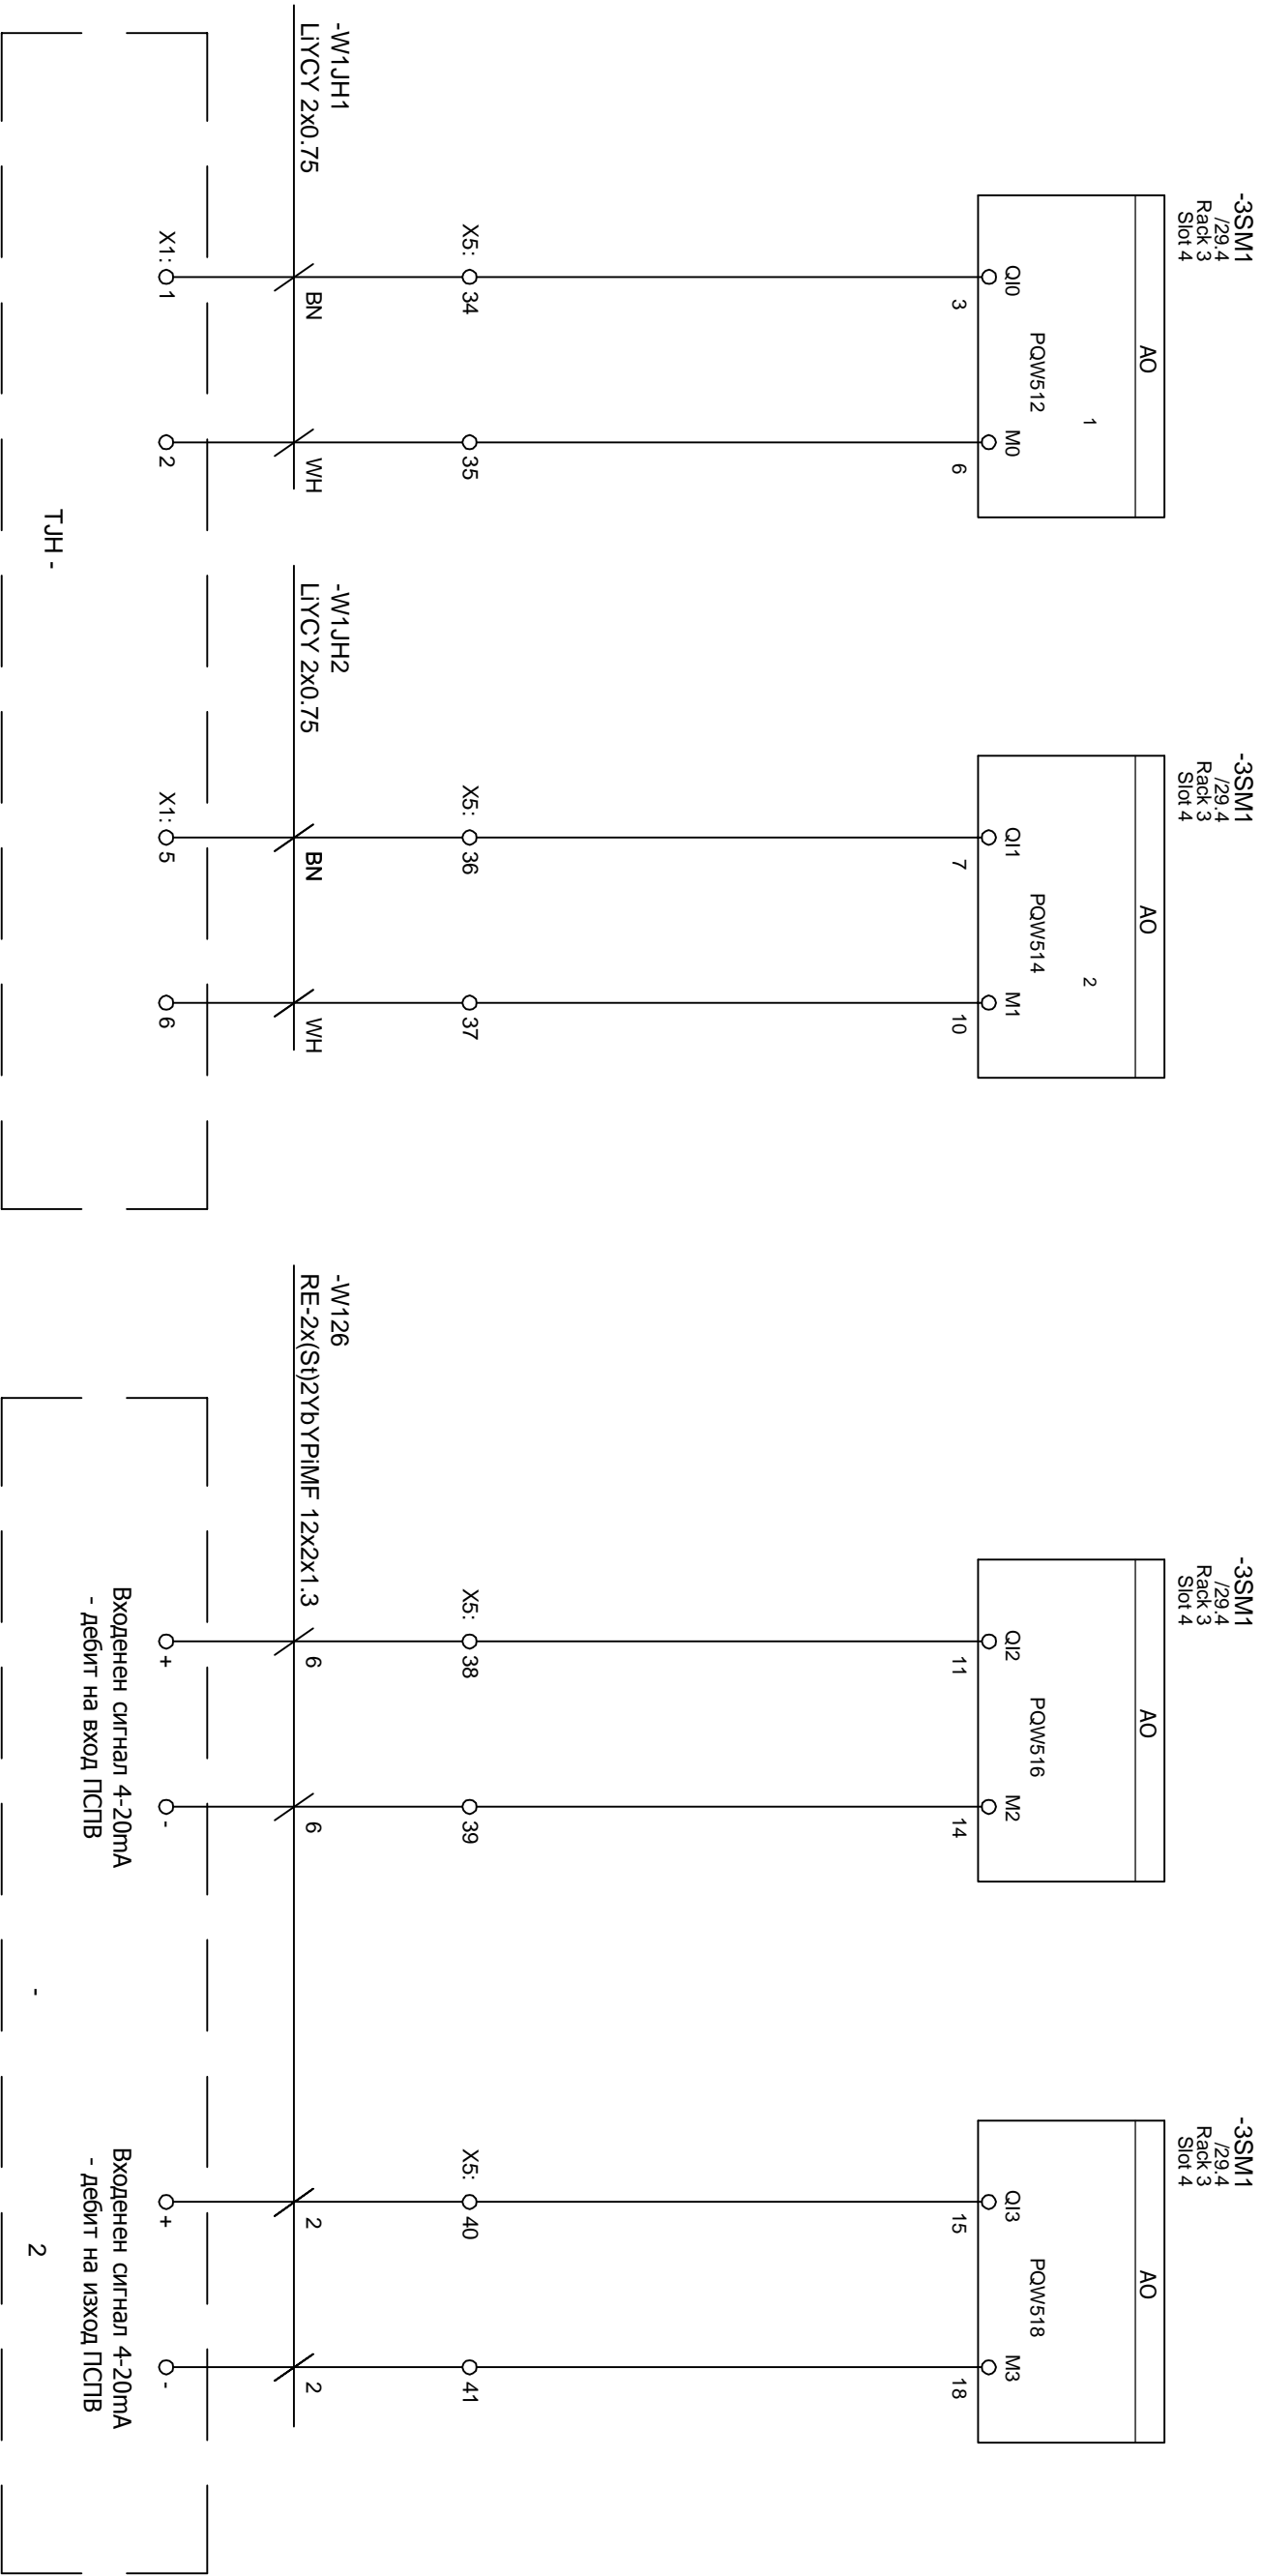 -3SM1
/29.4
Rack 3
Slot 4
AO
1
PQW512
QI0
M0
3
6
X5:
34
35
-W1JH1
LiYCY 2x0.75
BN
WH
X1:
1
2
-3SM1
/29.4
Rack 3
Slot 4
AO
2
PQW514
QI1
M1
7
10
X5:
36
37
-W1JH2
LiYCY 2x0.75
BN
WH
X1:
5
6
TJH -
-3SM1
/29.4
Rack 3
Slot 4
AO
PQW516
QI2
M2
11
14
X5:
38
39
-W126
RE-2x(St)2YbYPiMF 12x2x1.3
6
6
+
-
Входенен сигнал 4-20mA
- дебит на вход ПСПВ
-3SM1
/29.4
Rack 3
Slot 4
AO
PQW518
QI3
M3
15
18
X5:
40
41
2
2
+
-
Входенен сигнал 4-20mA
- дебит на изход ПСПВ
-
2